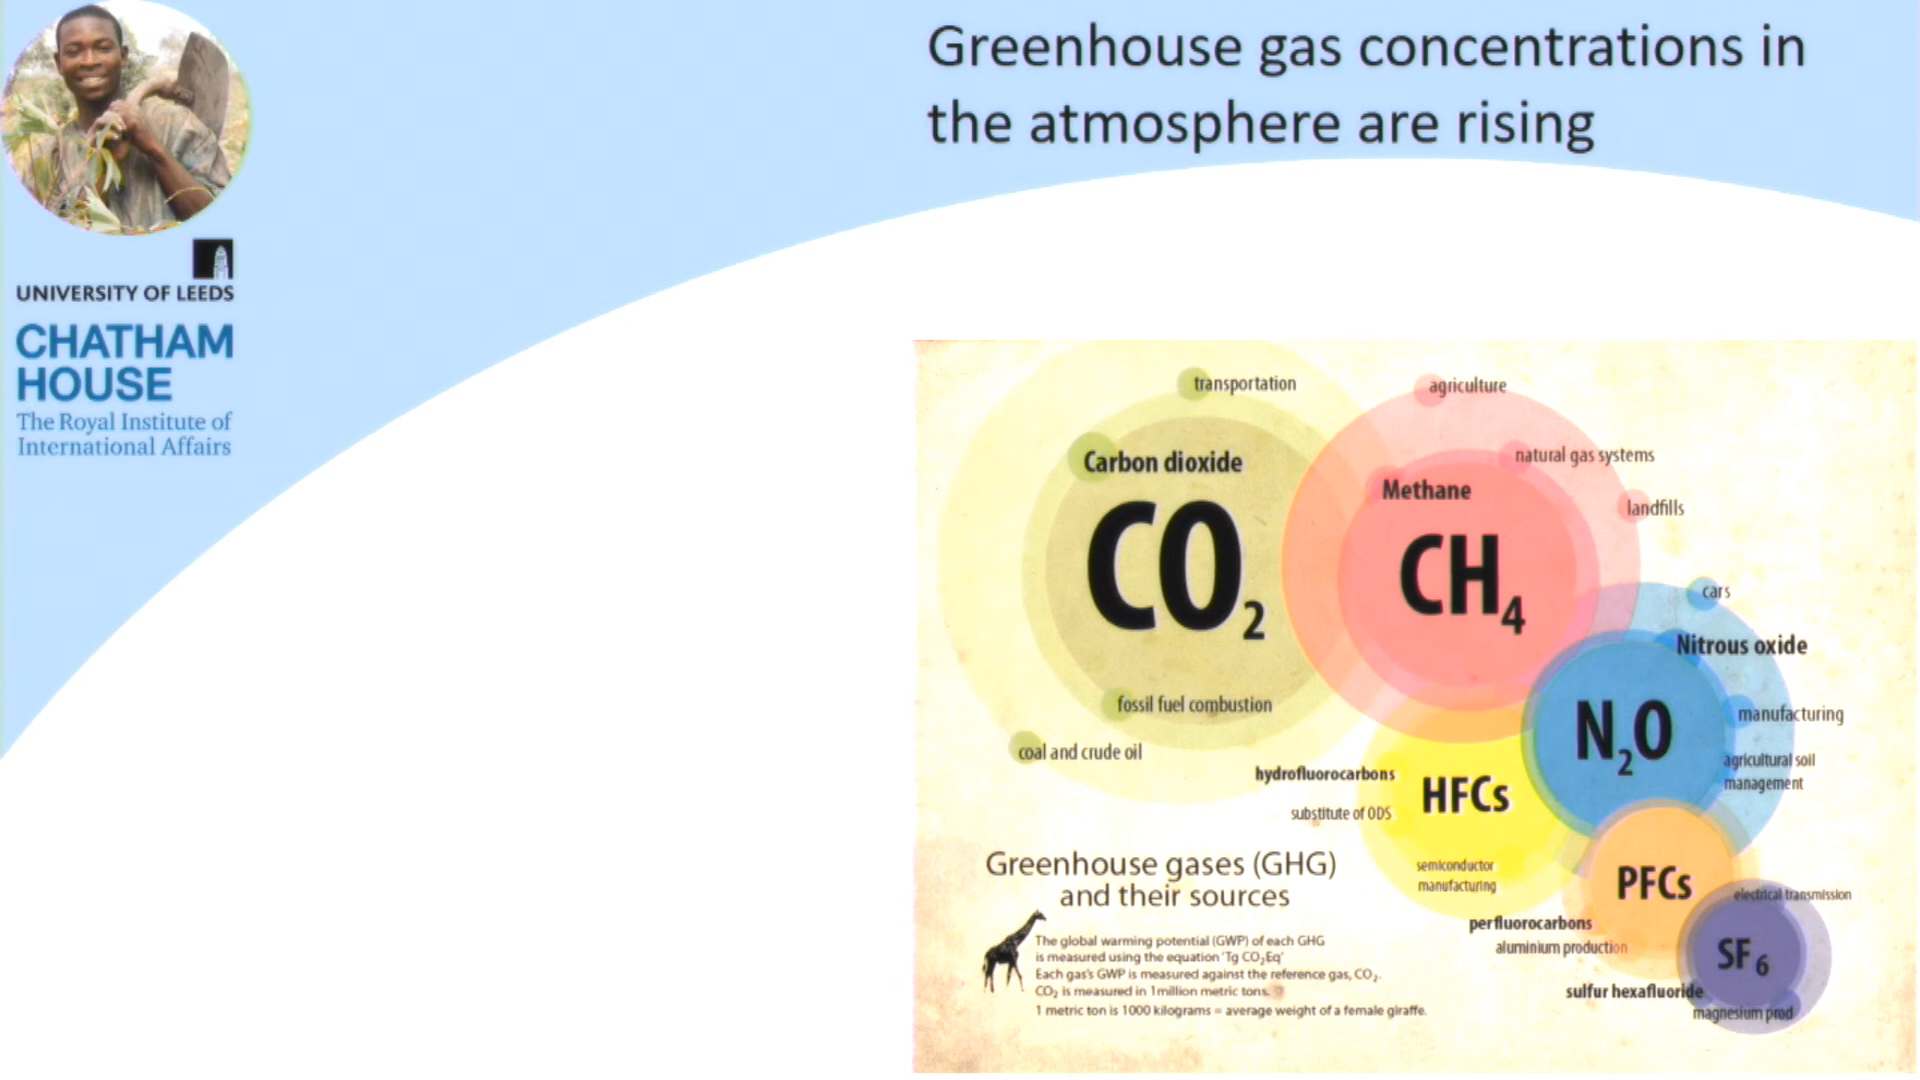 Greenhouse gas concentrations in
the atmosphere are rising
UNIVERSITY OF LEEDS
CHATHAM
HOUSE
The Royal Institute of
International Affairs
transportation
Carbon dioxide
CO₂
fossil fuel combustion
coal and crude oil
agriculture
natural gas systems
landfills
Methane
CH₄
cars
Nitrous oxide
N₂O
manufacturing
agricultural soil
management
hydrofluorocarbons
HFCs
substitute of ODS
semiconductor
manufacturing
PFCs
perfluorocarbons
aluminium production
electrical transmission
SF₆
sulfur hexafluoride
magnesium prod
Greenhouse gases (GHG)
and their sources
The global warming potential (GWP) of each GHG
is measured using the equation 'Tg CO₂Eq'
Each gas's GWP is measured against the reference gas, CO₂.
CO₂ is measured in 1million metric tons.
1 metric ton is 1000 kilograms = average weight of a female giraffe.